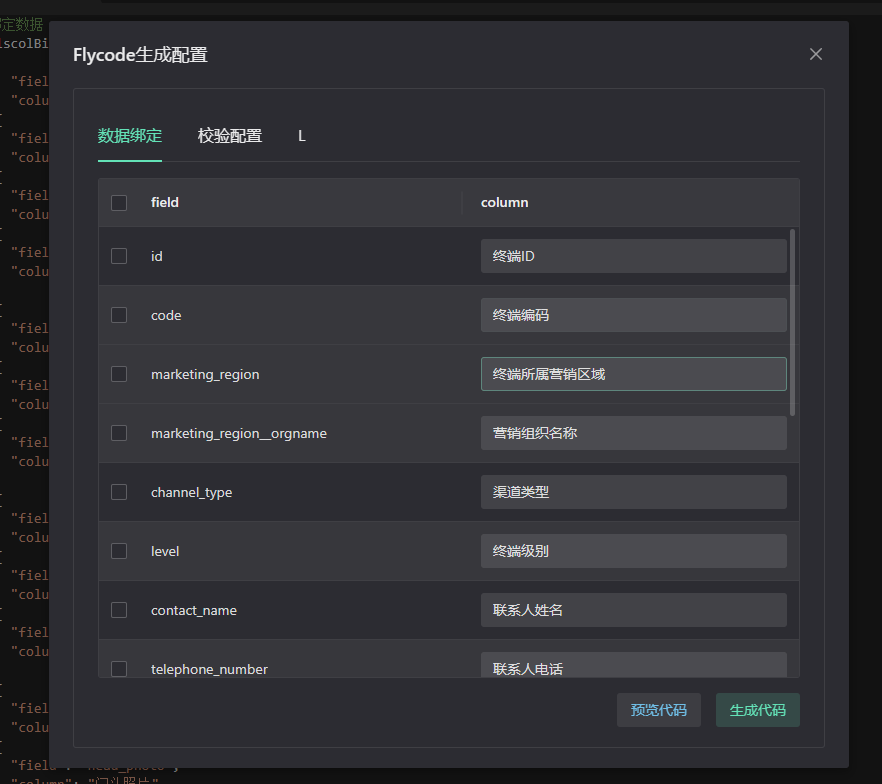 定数据
iscolBi
Flycode生成配置
"fiel
"colu
数据绑定 校验配置 L
"fiel
"colu
field column
"fiel
"colu
id 终端ID
"fiel
"colu
code 终端编码
"fiel
"colu
marketing_region 终端所属营销区域
"fiel
"colu
marketing_region__orgname 营销组织名称
"fiel
"colu
channel_type 渠道类型
"fiel
"colu
level 终端级别
"fiel
"colu
contact_name 联系人姓名
"fiel
"colu
telephone_number 联系人电话
"fiel
"colu
预览代码 生成代码
"field": "head_photo",
"column": "门头照片"